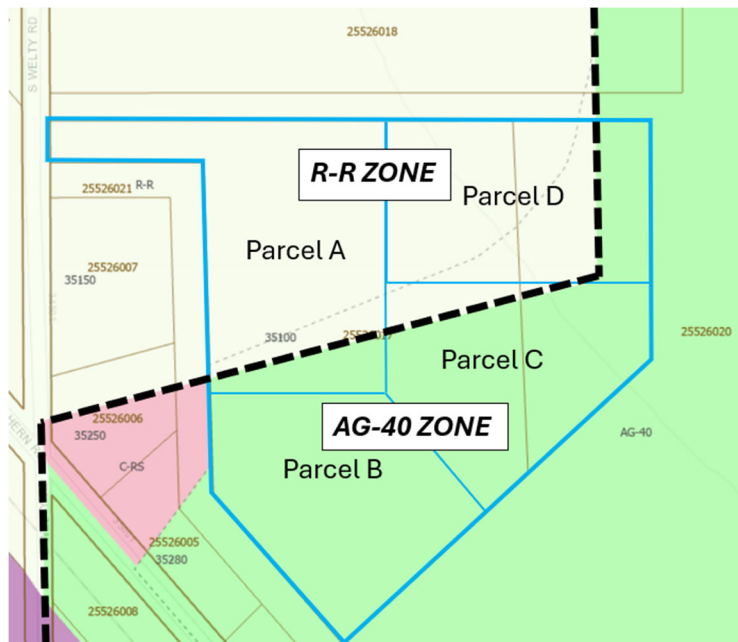 25526018
S WELTY RD
R-R ZONE
Parcel D
25526021 R-R
Parcel A
25526007
35150
35100
25526020
Parcel C
25526006
35250
AG-40 ZONE
AG-40
C-RS
Parcel B
25526005
35280
25526008